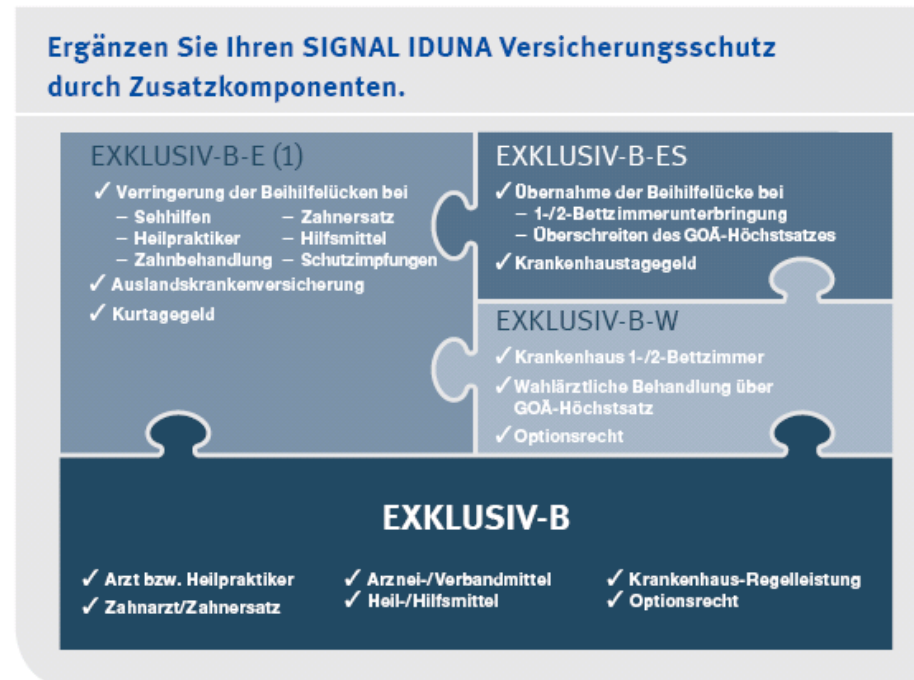 Ergänzen Sie Ihren SIGNAL IDUNA Versicherungsschutz
durch Zusatzkomponenten.
EXKLUSIV-B-E (1)
✓ Verringerung der Beihilfelücken bei
– Sehhilfen – Zahnersatz
– Heilpraktiker – Hilfsmittel
– Zahnbehandlung – Schutzimpfungen
✓ Auslandskrankenversicherung
✓ Kurtagegeld
EXKLUSIV-B-ES
✓ Übernahme der Beihilfelücke bei
– 1-/2-Bettzimmerunterbringung
– Überschreiten des GOÄ-Höchstsatzes
✓ Krankenhaustagegeld
EXKLUSIV-B-W
✓ Krankenhaus 1-/2-Bettzimmer
✓ Wahlärztliche Behandlung über
GOÄ-Höchstsatz
✓ Optionsrecht
EXKLUSIV-B
✓ Arzt bzw. Heilpraktiker ✓ Arznei-/Verbandmittel ✓ Krankenhaus-Regelleistung
✓ Zahnarzt/Zahnersatz ✓ Heil-/Hilfsmittel ✓ Optionsrecht